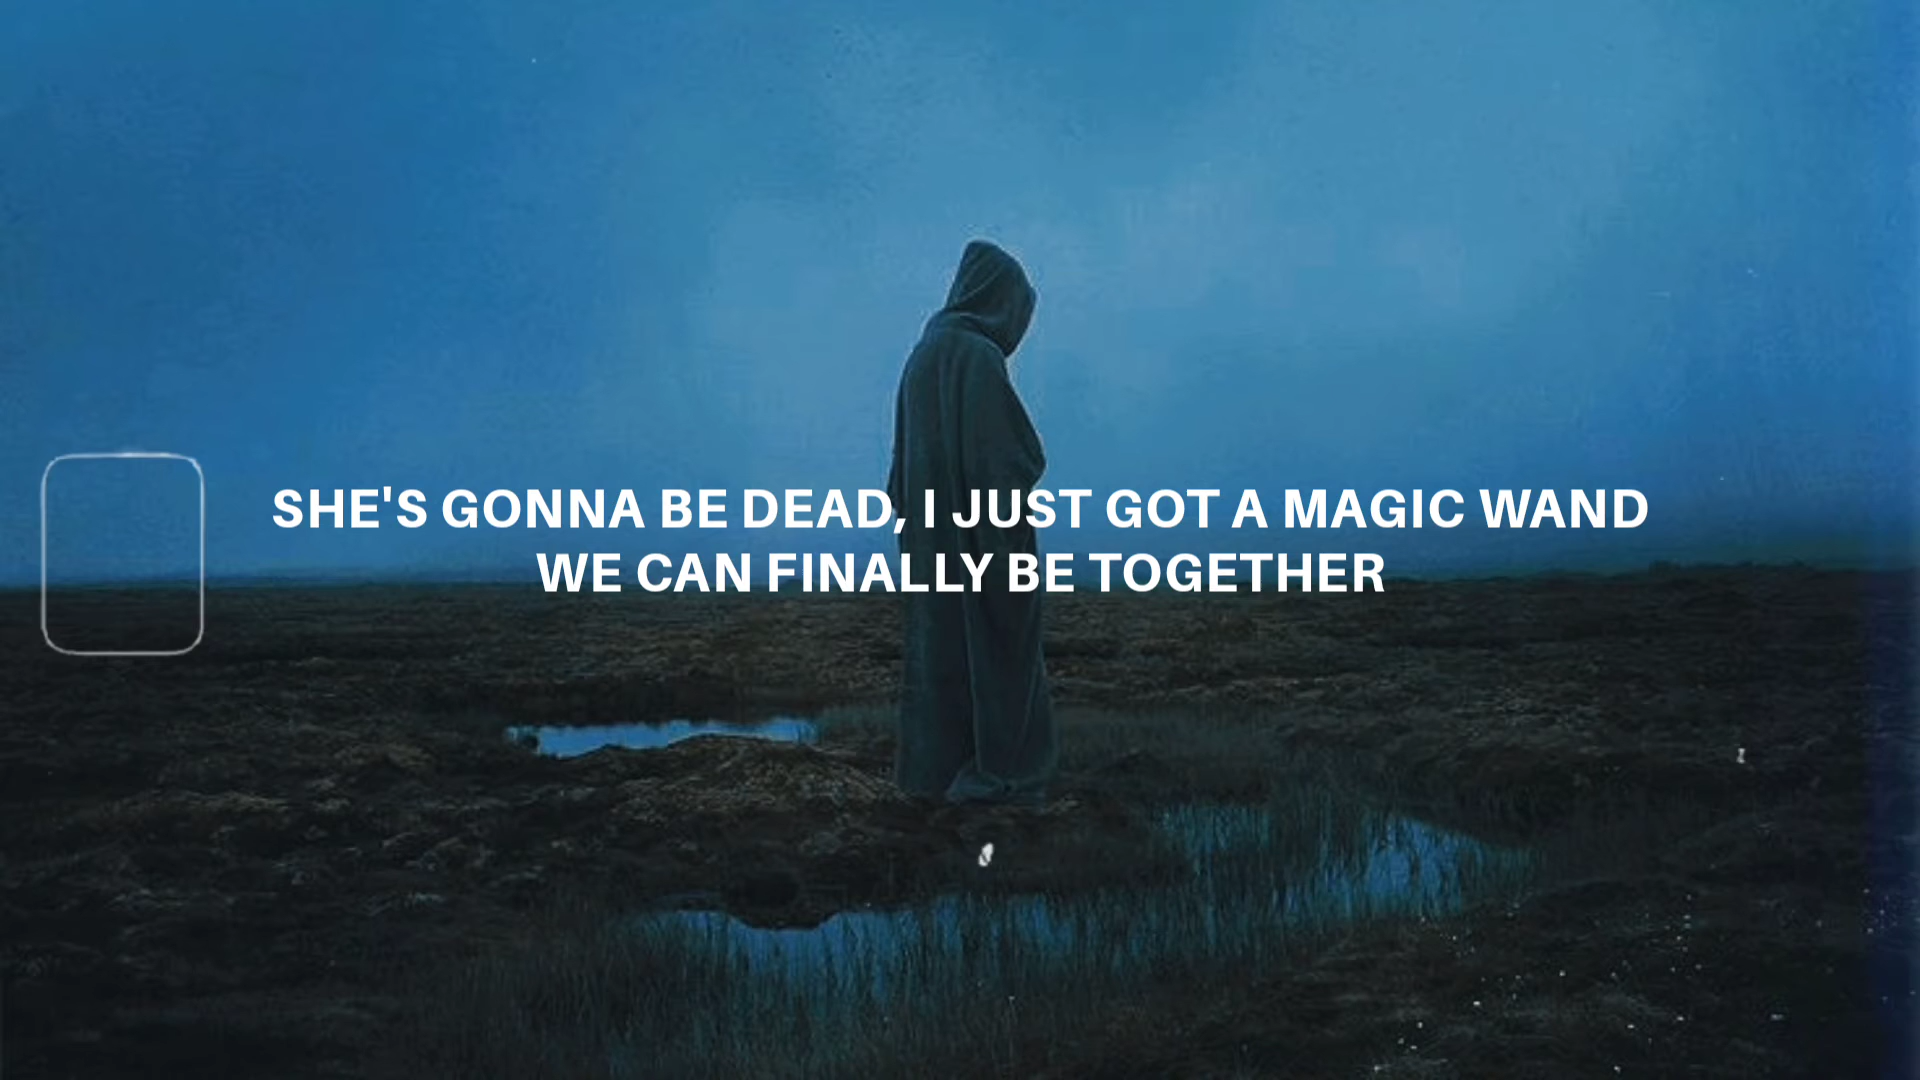 SHE'S GONNA BE DEAD, I JUST GOT A MAGIC WAND
WE CAN FINALLY BE TOGETHER